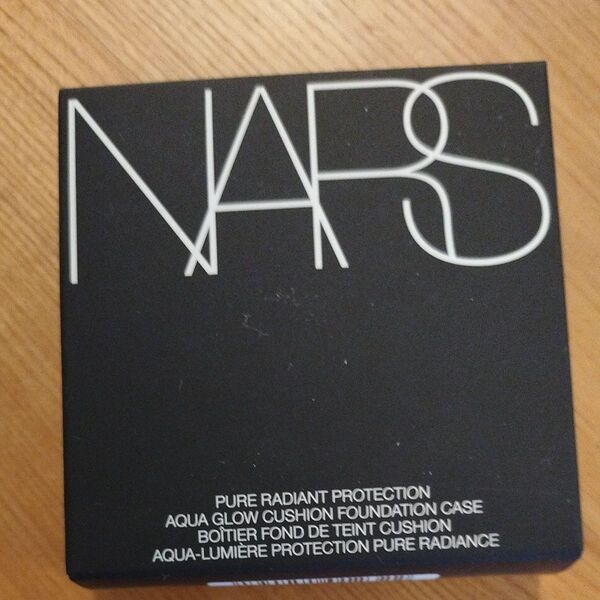 NARS
PURE RADIANT PROTECTION
AQUA GLOW CUSHION FOUNDATION CASE
BOÎTIER FOND DE TEINT CUSHION
AQUA-LUMIÈRE PROTECTION PURE RADIANCE